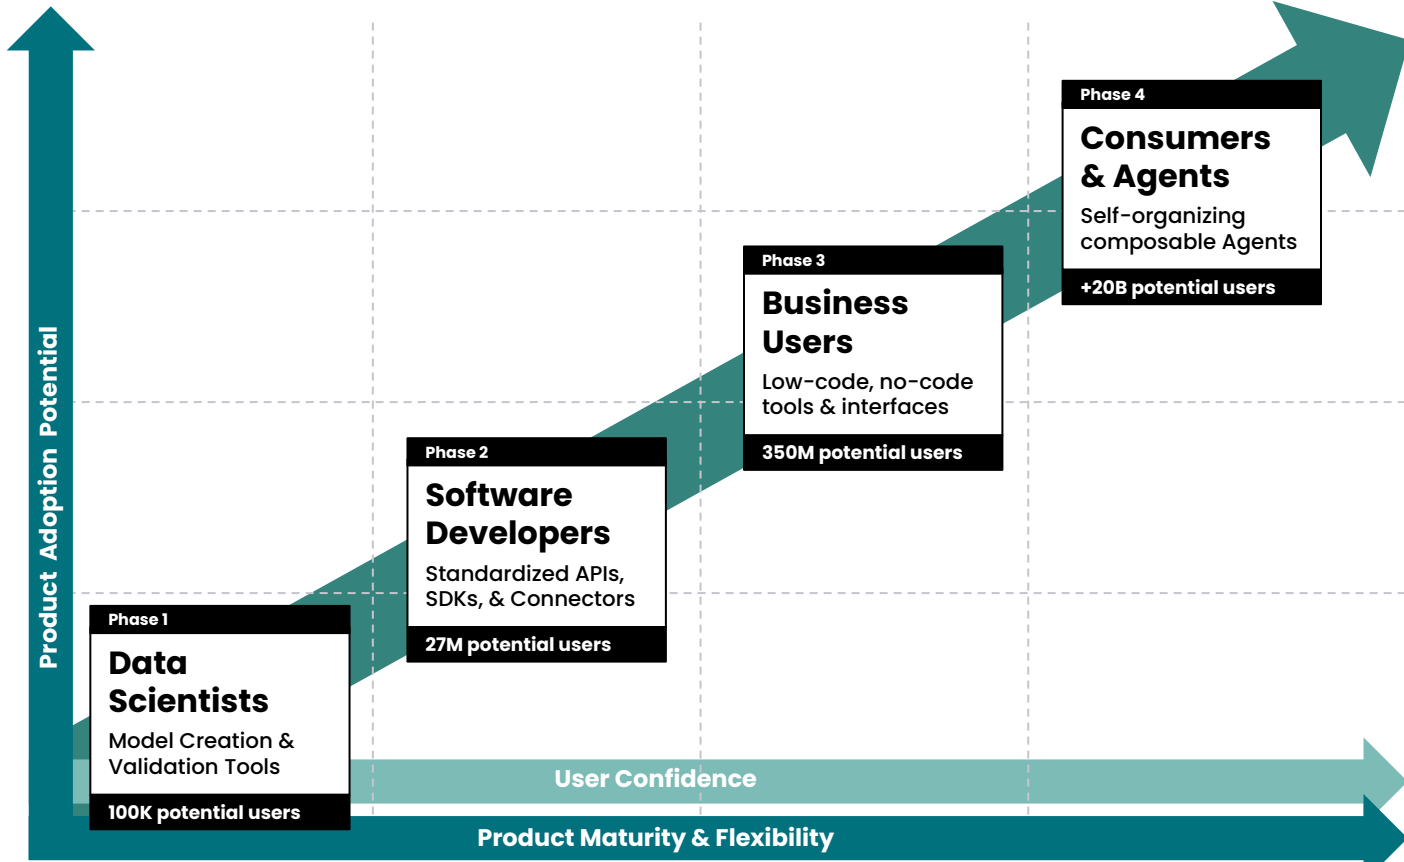 Product Adoption Potential
Phase 1
Data
Scientists
Model Creation &
Validation Tools
100K potential users
Phase 2
Software
Developers
Standardized APIs,
SDKs, & Connectors
27M potential users
Phase 3
Business
Users
Low-code, no-code
tools & interfaces
350M potential users
Phase 4
Consumers
& Agents
Self-organizing
composable Agents
+20B potential users
User Confidence
Product Maturity & Flexibility